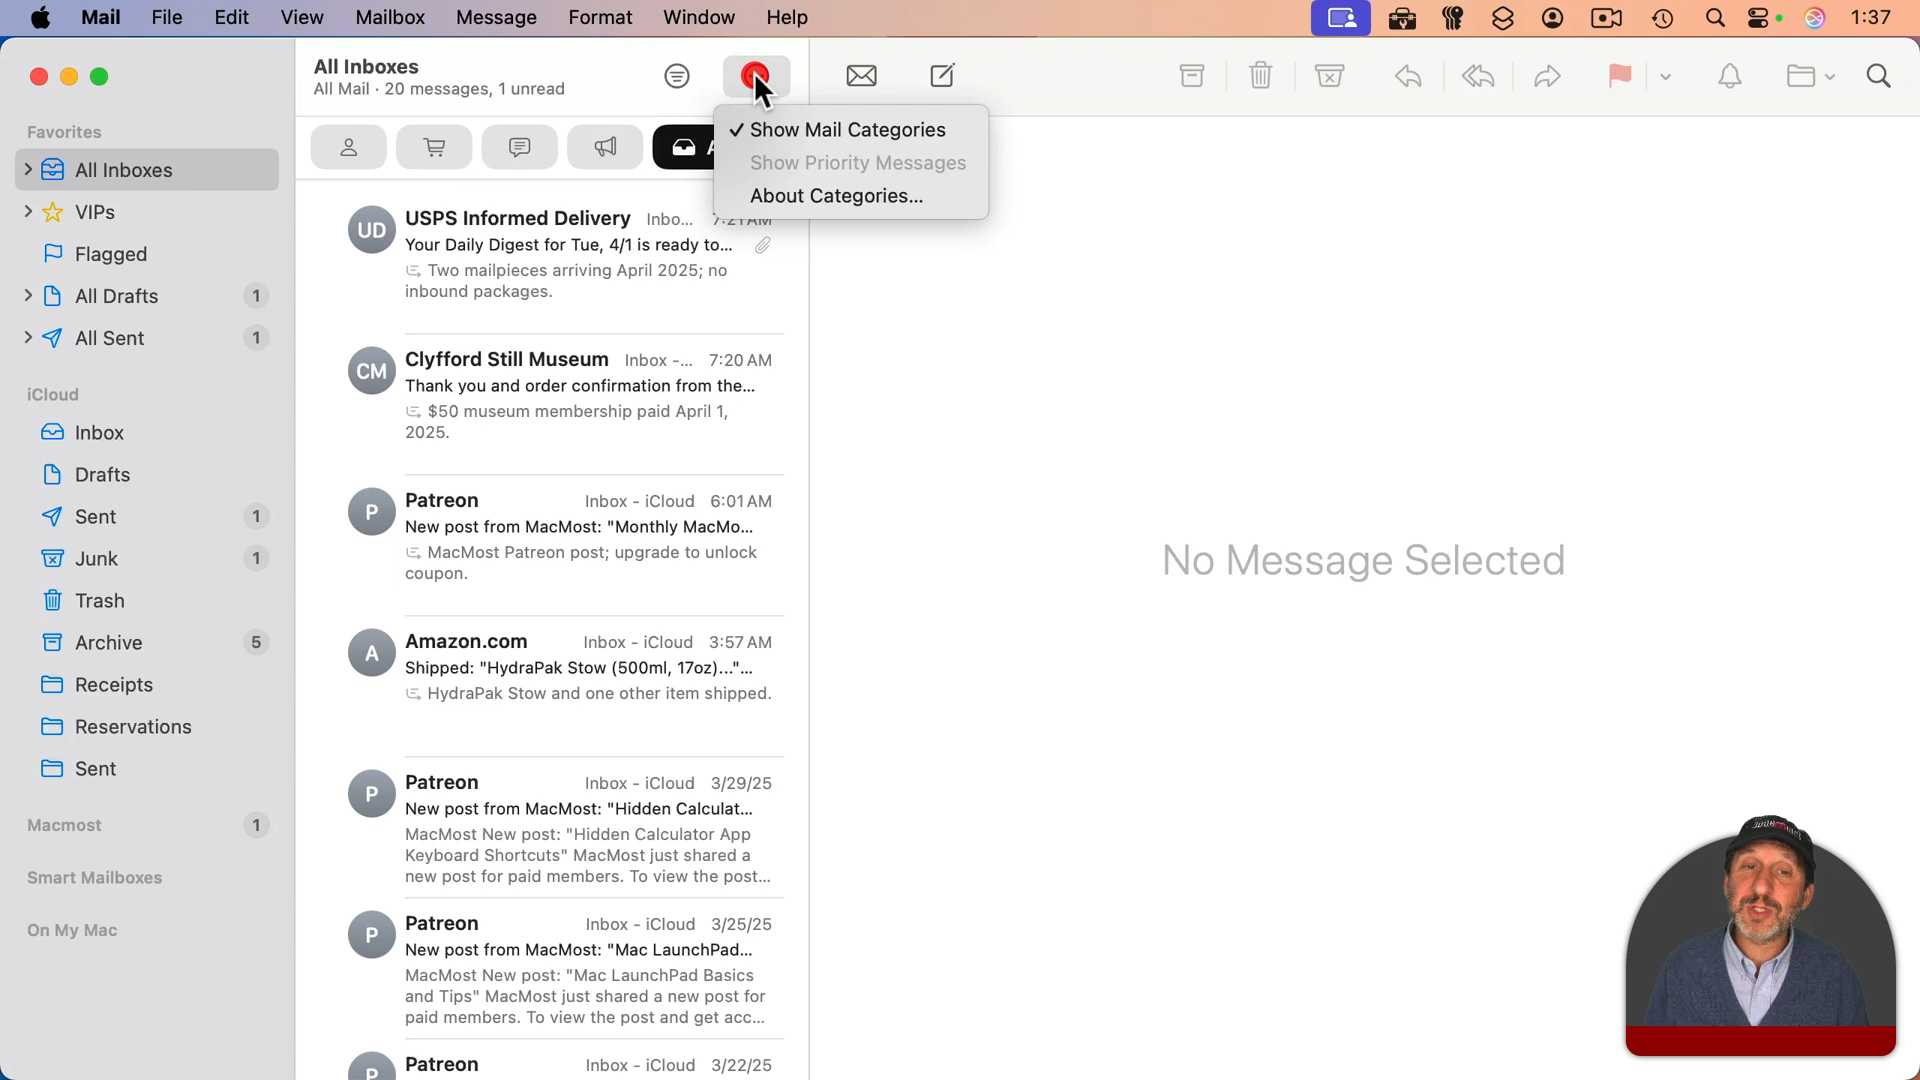 Mail File Edit View Mailbox Message Format Window Help 1:37
All Inboxes
All Mail · 20 messages, 1 unread
✓ Show Mail Categories
Show Priority Messages
About Categories...
Favorites
All Inboxes
VIPs
Flagged
All Drafts 1
All Sent 1
iCloud
Inbox
Drafts
Sent 1
Junk 1
Trash
Archive 5
Receipts
Reservations
Sent
Macmost 1
Smart Mailboxes
On My Mac
UD USPS Informed Delivery Inbo... 7:21 AM
Your Daily Digest for Tue, 4/1 is ready to...
Two mailpieces arriving April 2025; no
inbound packages.
CM Clyfford Still Museum Inbox -... 7:20 AM
Thank you and order confirmation from the...
$50 museum membership paid April 1,
2025.
P Patreon Inbox - iCloud 6:01 AM
New post from MacMost: "Monthly MacMo...
MacMost Patreon post; upgrade to unlock
coupon.
A Amazon.com Inbox - iCloud 3:57 AM
Shipped: "HydraPak Stow (500ml, 17oz)..."...
HydraPak Stow and one other item shipped.
P Patreon Inbox - iCloud 3/29/25
New post from MacMost: "Hidden Calculat...
MacMost New post: "Hidden Calculator App
Keyboard Shortcuts" MacMost just shared a
new post for paid members. To view the post...
P Patreon Inbox - iCloud 3/25/25
New post from MacMost: "Mac LaunchPad...
MacMost New post: "Mac LaunchPad Basics
and Tips" MacMost just shared a new post for
paid members. To view the post and get acc...
P Patreon Inbox - iCloud 3/22/25
No Message Selected